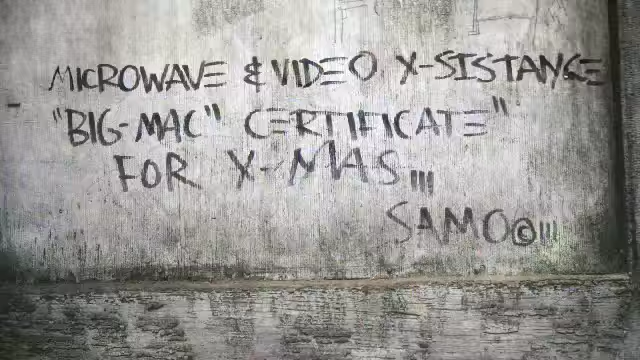 MICROWAVE & VIDEO X-SISTANCE
"BIG-MAC" CERTIFICATE"
FOR X-MAS,,,
SAMO©,,,